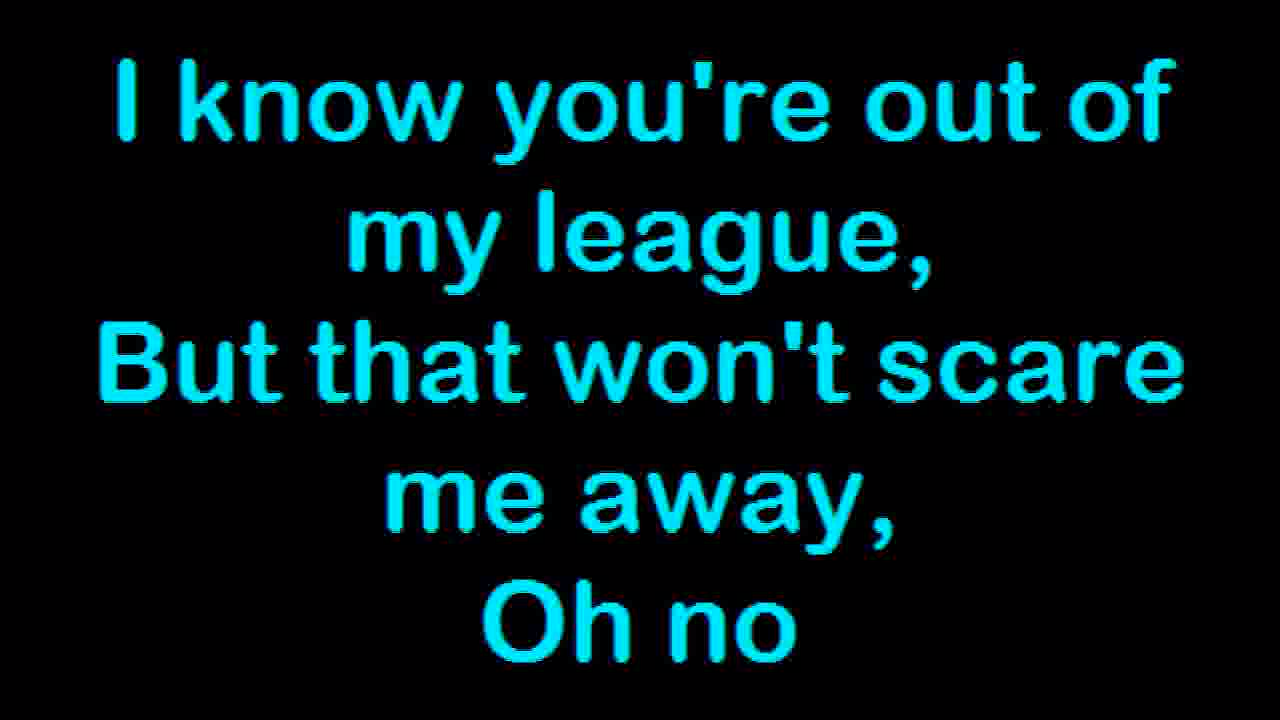 I know you're out of
my league,
But that won't scare
me away,
Oh no